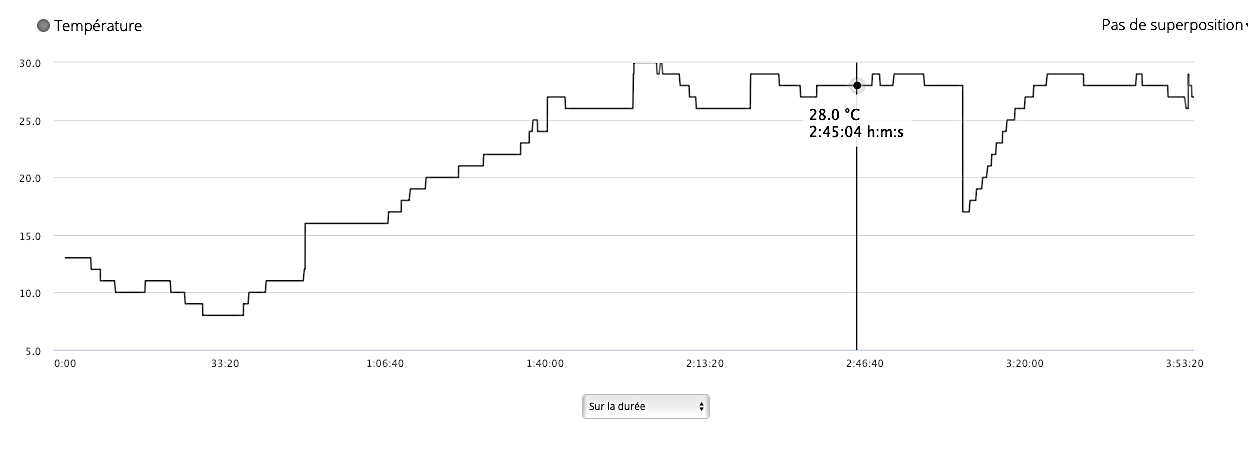 Température
Pas de superposition
30.0
25.0
20.0
15.0
10.0
5.0
28.0 °C
2:45:04 h:m:s
0:00 33:20 1:06:40 1:40:00 2:13:20 2:46:40 3:20:00 3:53:20
Sur la durée